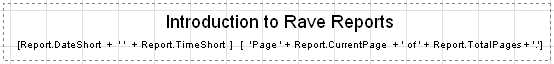 Introduction to Rave Reports
[Report.DateShort + ' ' + Report.TimeShort ] [ 'Page ' + Report.CurrentPage + ' of ' + Report.TotalPages + '.']